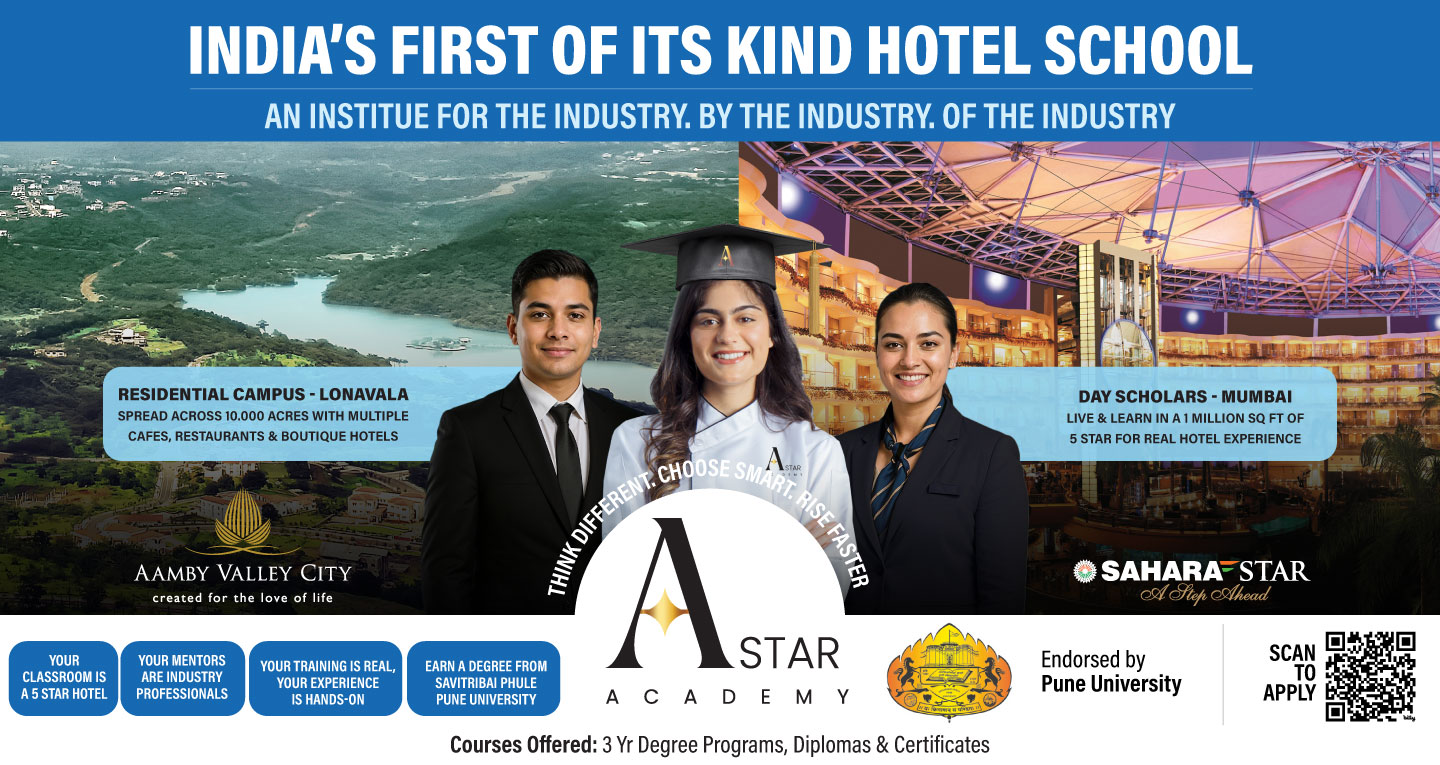 INDIA'S FIRST OF ITS KIND HOTEL SCHOOL
AN INSTITUE FOR THE INDUSTRY. BY THE INDUSTRY. OF THE INDUSTRY
RESIDENTIAL CAMPUS - LONAVALA
SPREAD ACROSS 10.000 ACRES WITH MULTIPLE
CAFES, RESTAURANTS & BOUTIQUE HOTELS
DAY SCHOLARS - MUMBAI
LIVE & LEARN IN A 1 MILLION SQ FT OF
5 STAR FOR REAL HOTEL EXPERIENCE
A
A STAR
THINK DIFFERENT. CHOOSE SMART. RISE FASTER
AAMBY VALLEY CITY
created for the love of life
SAHARA STAR
A Step Ahead
YOUR
CLASSROOM IS
A 5 STAR HOTEL
YOUR MENTORS
ARE INDUSTRY
PROFESSIONALS
YOUR TRAINING IS REAL,
YOUR EXPERIENCE
IS HANDS-ON
EARN A DEGREE FROM
SAVITRIBAI PHULE
PUNE UNIVERSITY
A STAR
ACADEMY
Endorsed by
Pune University
SCAN
TO
APPLY
bitly
Courses Offered: 3 Yr Degree Programs, Diplomas & Certificates